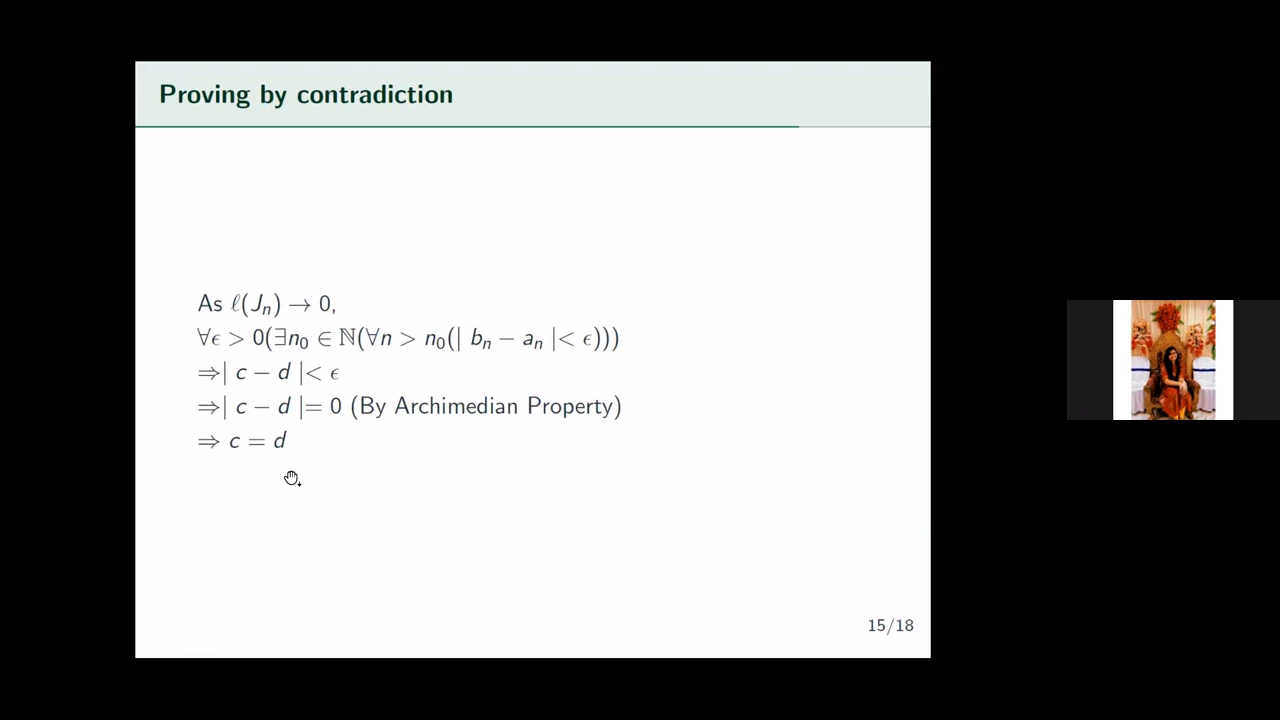 Proving by contradiction
As ℓ(Jₙ) → 0,
∀ϵ > 0(∃n₀ ∈ ℕ(∀n > n₀(| bₙ − aₙ |< ϵ)))
⇒| c − d |< ϵ
⇒| c − d |= 0 (By Archimedian Property)
⇒ c = d
15/18